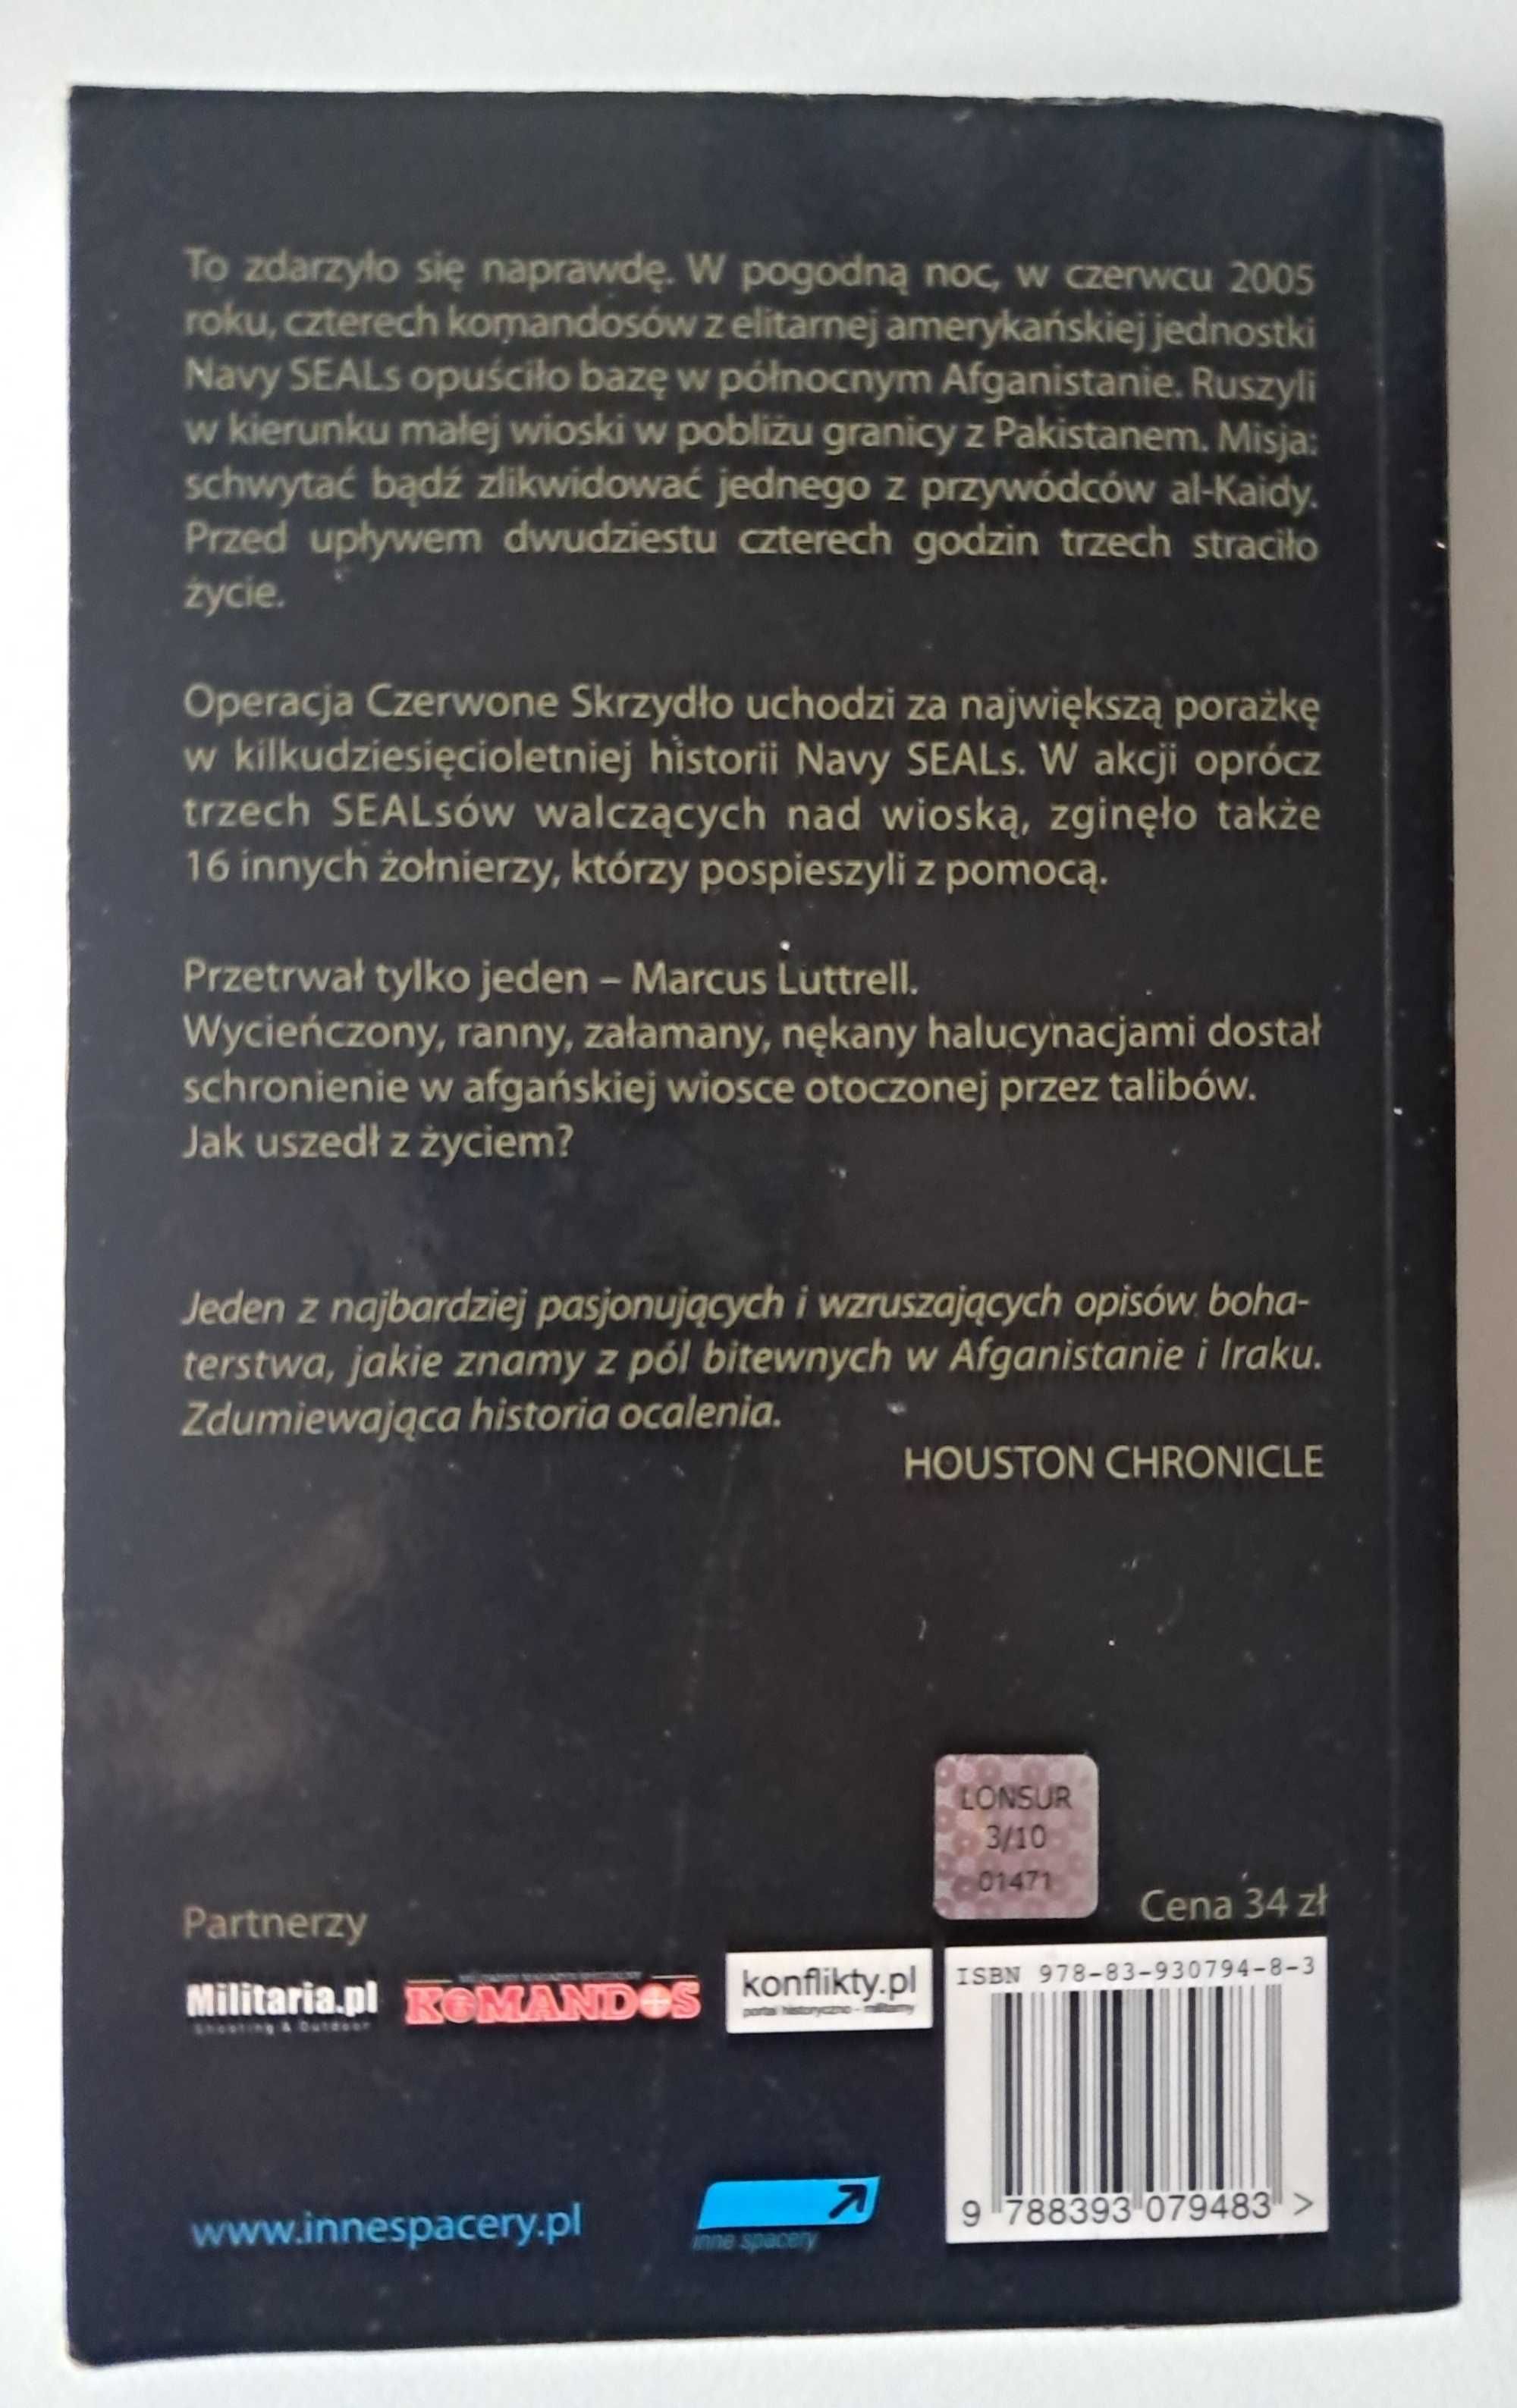 To zdarzyło się naprawdę. W pogodną noc, w czerwcu 2005
roku, czterech komandosów z elitarnej amerykańskiej jednostki
Navy SEALs opuściło bazę w północnym Afganistanie. Ruszyli
w kierunku małej wioski w pobliżu granicy z Pakistanem. Misja:
schwytać bądź zlikwidować jednego z przywódców al-Kaidy.
Przed upływem dwudziestu czterech godzin trzech straciło
życie.
Operacja Czerwone Skrzydło uchodzi za największą porażkę
w kilkudziesięcioletniej historii Navy SEALs. W akcji oprócz
trzech SEALsów walczących nad wioską, zginęło także
16 innych żołnierzy, którzy pospieszyli z pomocą.
Przetrwał tylko jeden – Marcus Luttrell.
Wycieńczony, ranny, załamany, nękany halucynacjami dostał
schronienie w afgańskiej wiosce otoczonej przez talibów.
Jak uszedł z życiem?
Jeden z najbardziej pasjonujących i wzruszających opisów boha-
terstwa, jakie znamy z pól bitewnych w Afganistanie i Iraku.
Zdumiewająca historia ocalenia.
HOUSTON CHRONICLE
LONSUR
3/10
01471
Cena 34 zł
Partnerzy
Militaria.pl
Shooting & Outdoor
KOMANDOS
konflikty.pl
portal historyczno - militarny
ISBN 978-83-930794-8-3
9 788393 079483 >
www.innespacery.pl
inne spacery